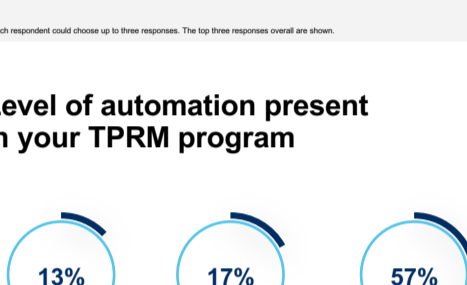 ch respondent could choose up to three responses. The top three responses overall are shown.
evel of automation present
n your TPRM program
13% 17% 57%